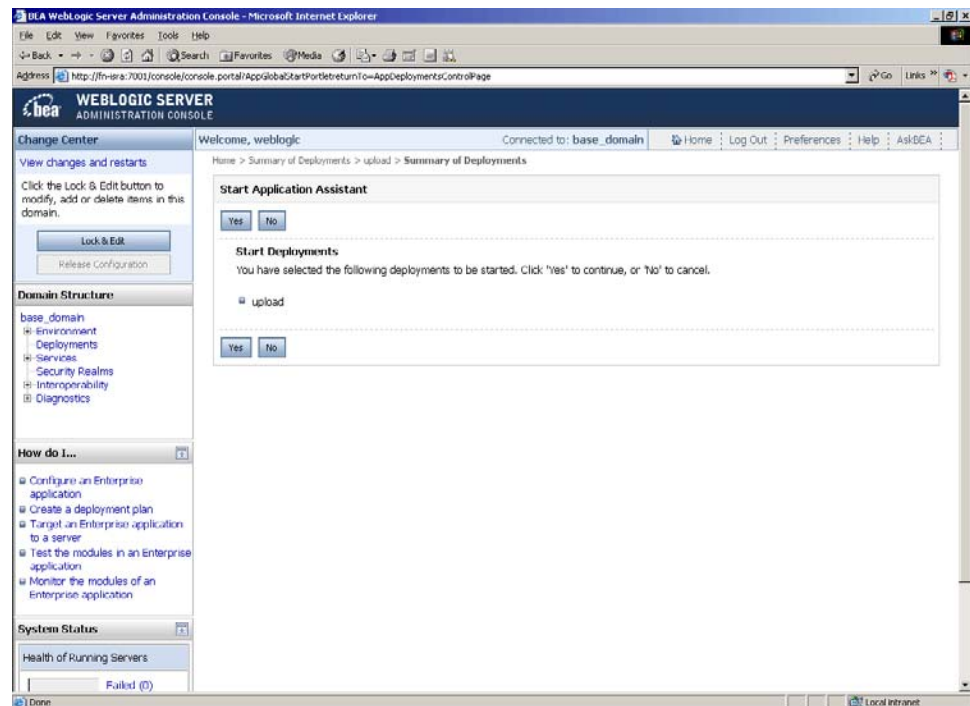 BEA WebLogic Server Administration Console - Microsoft Internet Explorer
File Edit View Favorites Tools Help
Back Search Favorites Media
Address http://fn-isra:7001/console/console.portal?AppGlobalStartPortletreturnTo=AppDeploymentsControlPage Go Links »
bea WEBLOGIC SERVER
ADMINISTRATION CONSOLE
Change Center
View changes and restarts
Click the Lock & Edit button to
modify, add or delete items in this
domain.
Lock & Edit
Release Configuration
Domain Structure
base_domain
Environment
Deployments
Services
Security Realms
Interoperability
Diagnostics
How do I...
Configure an Enterprise
application
Create a deployment plan
Target an Enterprise application
to a server
Test the modules in an Enterprise
application
Monitor the modules of an
Enterprise application
System Status
Health of Running Servers
Failed (0)
Welcome, weblogic Connected to: base_domain Home Log Out Preferences Help AskBEA
Home > Summary of Deployments > upload > Summary of Deployments
Start Application Assistant
Yes No
Start Deployments
You have selected the following deployments to be started. Click 'Yes' to continue, or 'No' to cancel.
upload
Yes No
Done Local intranet